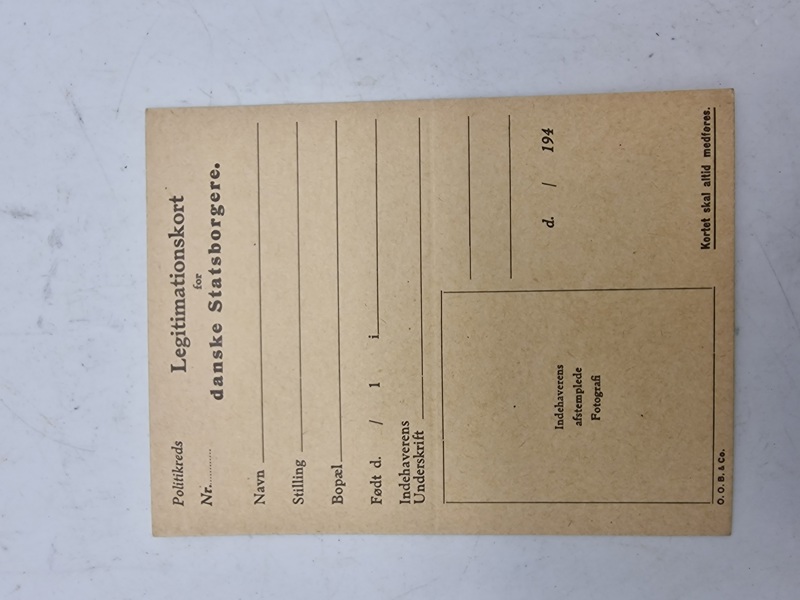 Politikreds
Nr.............
Legitimationskort
for
danske Statsborgere.
Navn
Stilling
Bopæl
Født d. / 1 i
Indehaverens
Underskrift
d. / 194
Indehaverens
afstemplede
Fotografi
O. O. B. & Co.
Kortet skal altid medføres.